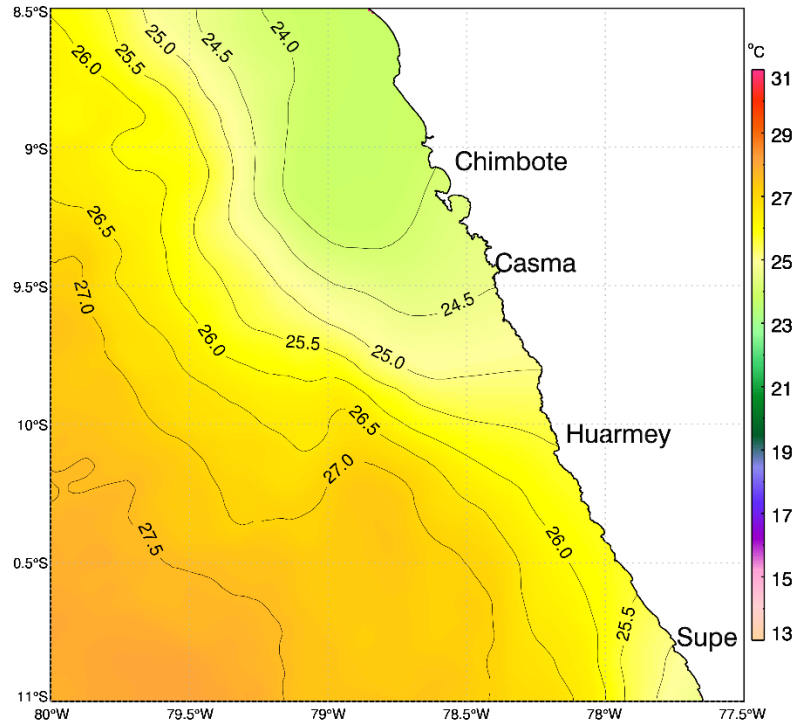 8.5°S
9°S
9.5°S
10°S
0.5°S
11°S
80°W 79.5°W 79°W 78.5°W 78°W 77.5°W
26.0 25.5 25.0 24.5 24.0
Chimbote
26.5
Casma
27.0
24.5
26.0 25.5 25.0
26.5 Huarmey
27.0
27.5 26.0
25.5 Supe
°C
31
29
27
25
23
21
19
17
15
13